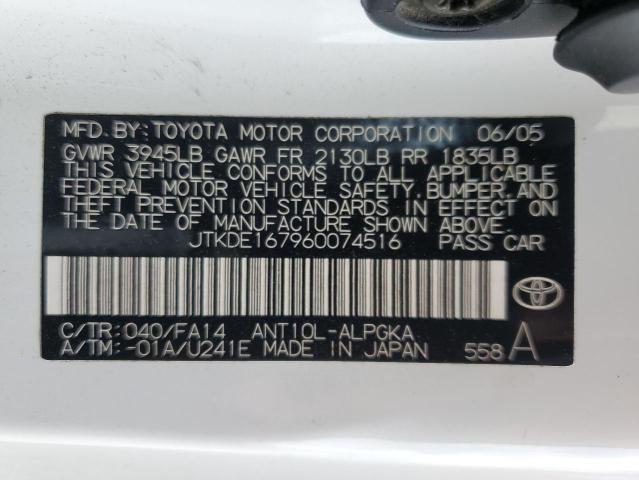 MFD. BY: TOYOTA MOTOR CORPORATION 06/05
GVWR 3945LB GAWR FR 2130LB RR 1835LB
THIS VEHICLE CONFORMS TO ALL APPLICABLE
FEDERAL MOTOR VEHICLE SAFETY, BUMPER, AND
THEFT PREVENTION STANDARDS IN EFFECT ON
THE DATE OF MANUFACTURE SHOWN ABOVE.
JTKDE167960074516 PASS CAR
C/TR: 040/FA14 ANT10L-ALPGKA
A/TM: -01A/U241E MADE IN JAPAN 558 A